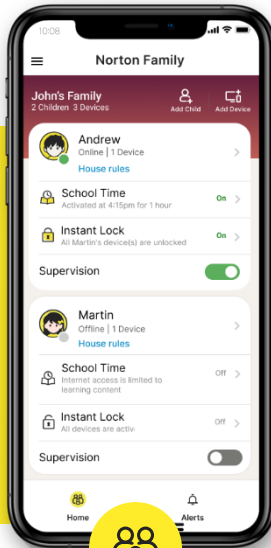 10:08
Norton Family
John's Family
2 Children 3 Devices
Add Child
Add Device
Andrew
Online | 1 Device
House rules
School Time
Activated at 4:15pm for 1 hour
On
Instant Lock
All Martin's device(s) are unlocked
On
Supervision
Martin
Offline | 1 Device
House rules
School Time
Internet access is limited to
learning content
Off
Instant Lock
All devices are activ
Off
Supervision
Home
Alerts